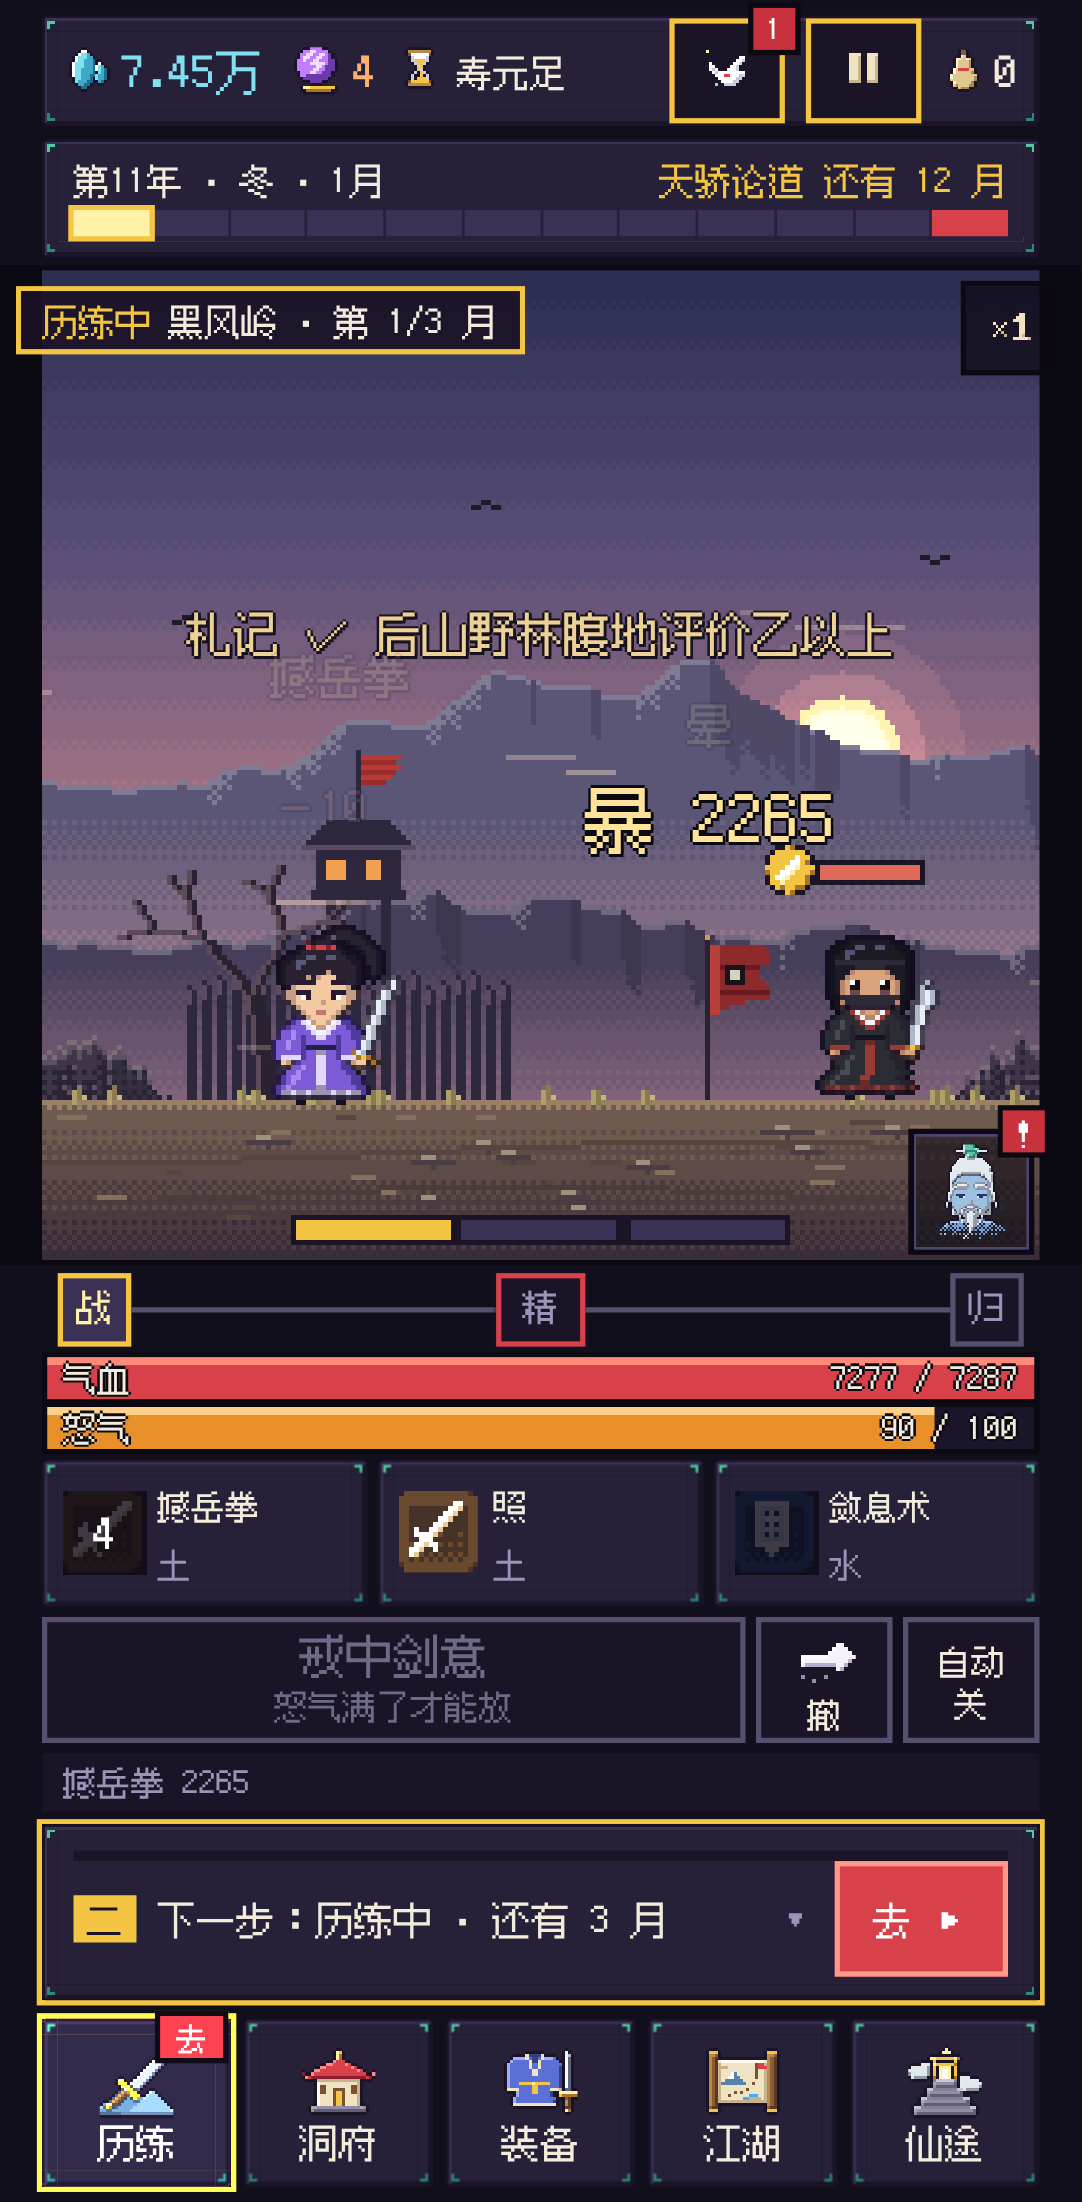 7.45万 4 寿元足 1 0
第11年 · 冬 · 1月 天骄论道 还有 12 月
历练中 黑风岭 · 第 1/3 月
×1
札记 ✓ 后山野林腹地评价乙以上
撼岳拳
暴
-10
暴 2265
!
战 精 归
气血 7277 / 7287
怒气 90 / 100
撼岳拳 照 敛息术
4
土 土 水
戒中剑意
怒气满了才能放
撤
自动
关
撼岳拳 2265
二 下一步：历练中 · 还有 3 月 ▼ 去 ▶
去
历练 洞府 装备 江湖 仙途